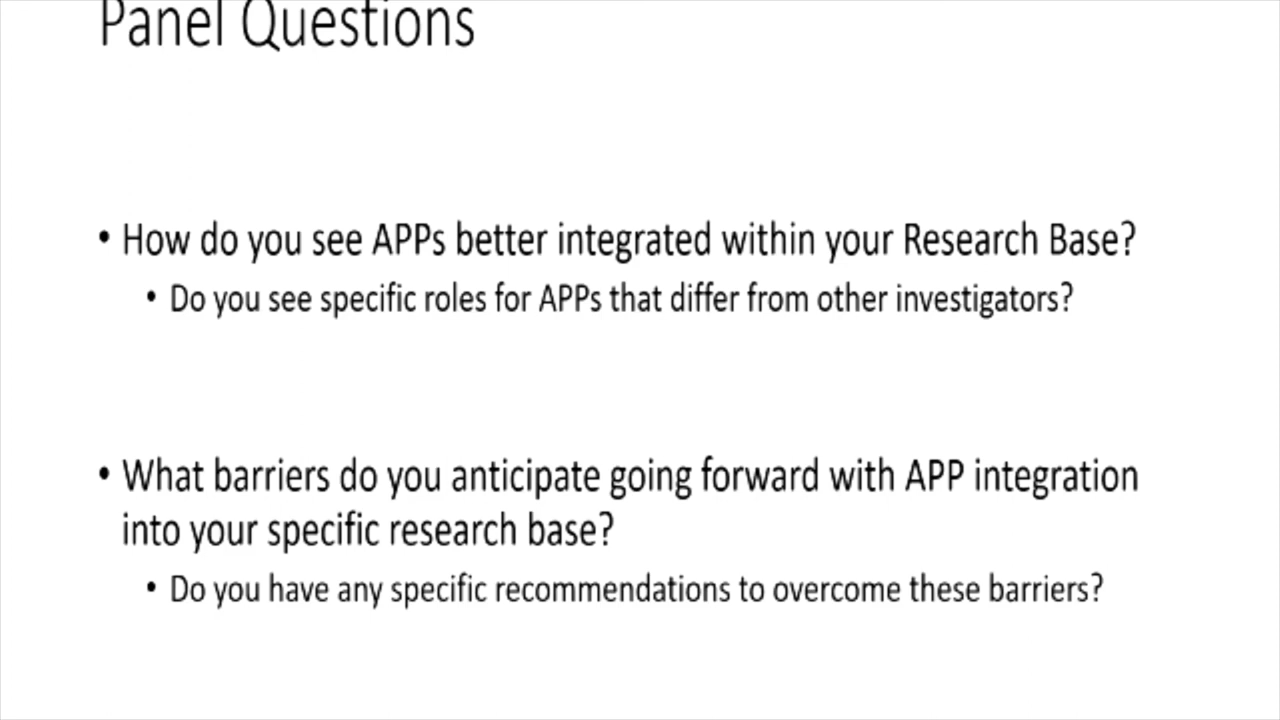 Panel Questions
• How do you see APPs better integrated within your Research Base?
• Do you see specific roles for APPs that differ from other investigators?
• What barriers do you anticipate going forward with APP integration
into your specific research base?
• Do you have any specific recommendations to overcome these barriers?